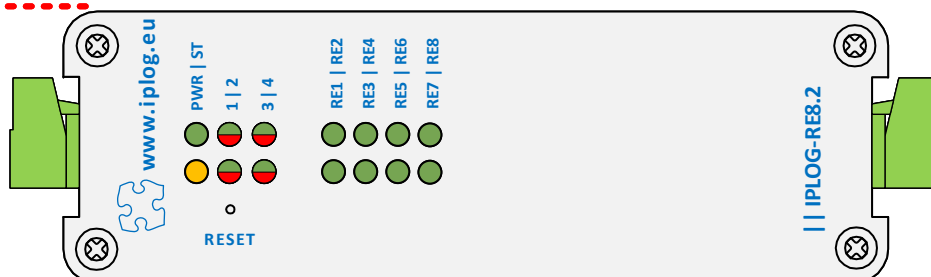 www.iplog.eu
PWR | ST
1 | 2
3 | 4
RE1 | RE2
RE3 | RE4
RE5 | RE6
RE7 | RE8
RESET
|| IPLOG-RE8.2